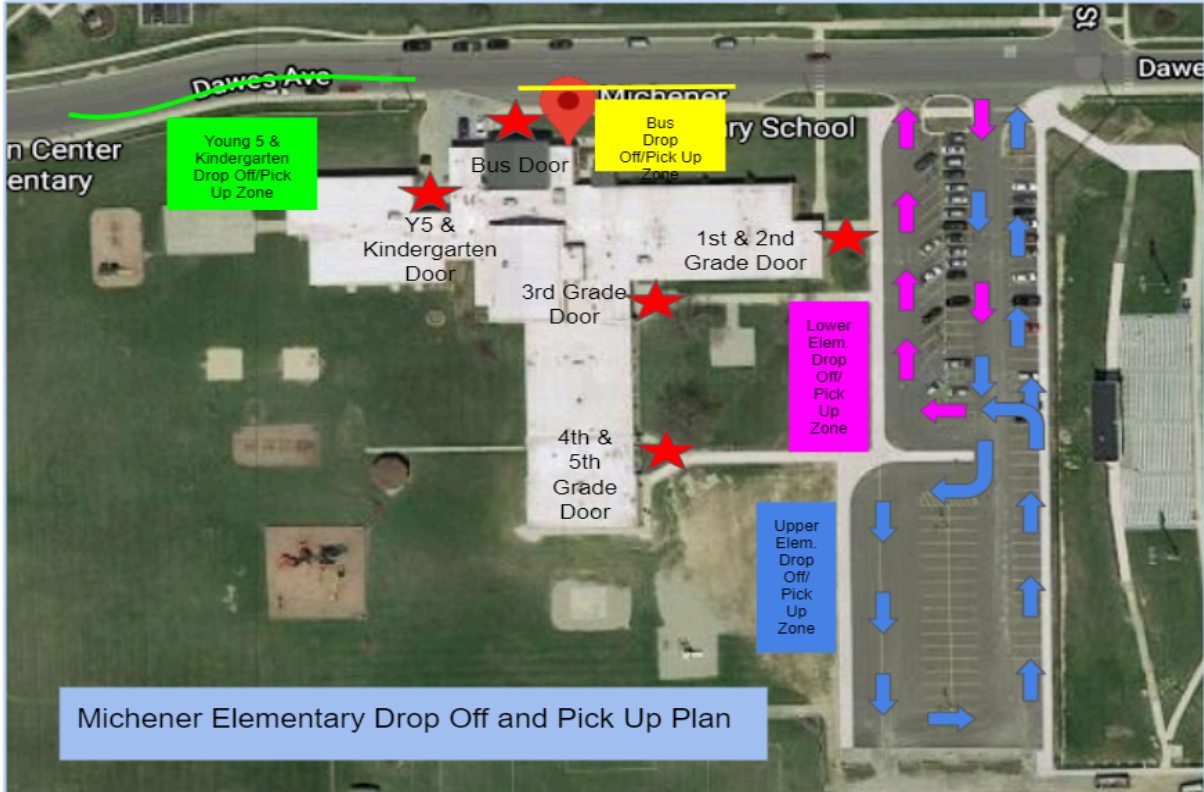 St
Dawes Ave
Dawe
Michener
ary School
n Center
entary
Young 5 &
Kindergarten
Drop Off/Pick
Up Zone
Bus
Drop
Off/Pick Up
Zone
Bus Door
Y5 &
Kindergarten
Door
1st & 2nd
Grade Door
3rd Grade
Door
Lower
Elem.
Drop
Off/
Pick
Up
Zone
4th &
5th
Grade
Door
Upper
Elem.
Drop
Off/
Pick
Up
Zone
Michener Elementary Drop Off and Pick Up Plan